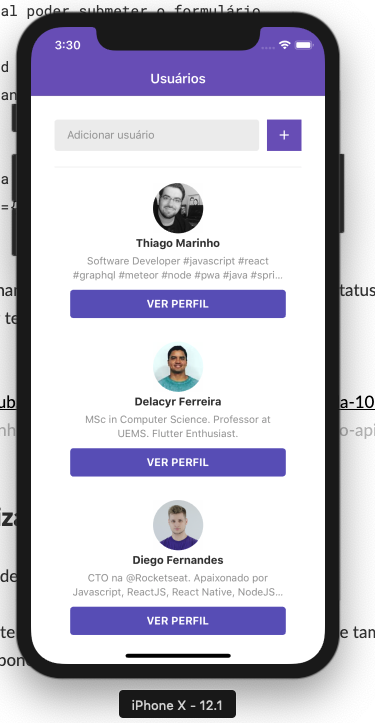 al poder submeter o formulário
3:30
Usuários
Adicionar usuário
+
Thiago Marinho
Software Developer #javascript #react
#graphql #meteor #node #pwa #java #spri...
VER PERFIL
Delacyr Ferreira
MSc in Computer Science. Professor at
UEMS. Flutter Enthusiast.
VER PERFIL
Diego Fernandes
CTO na @Rocketseat. Apaixonado por
Javascript, ReactJS, React Native, NodeJS...
VER PERFIL
iPhone X - 12.1